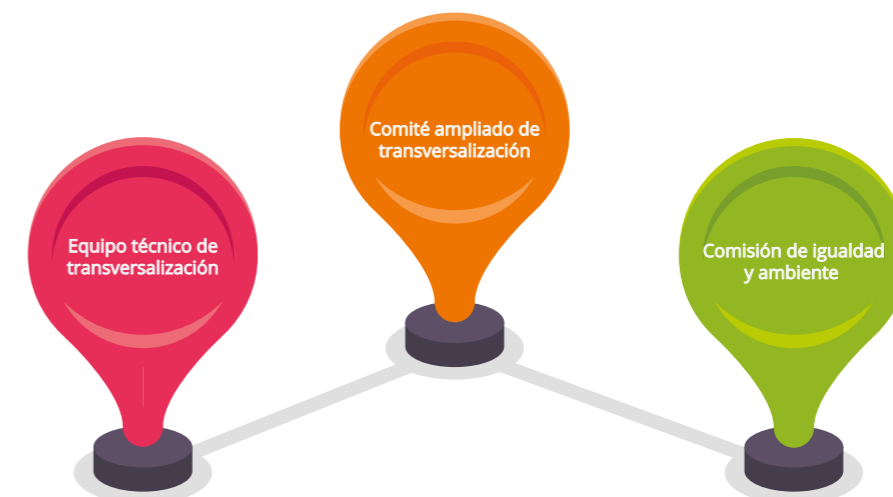 Comité ampliado de
transversalización
Equipo técnico de
transversalización
Comisión de igualdad
y ambiente